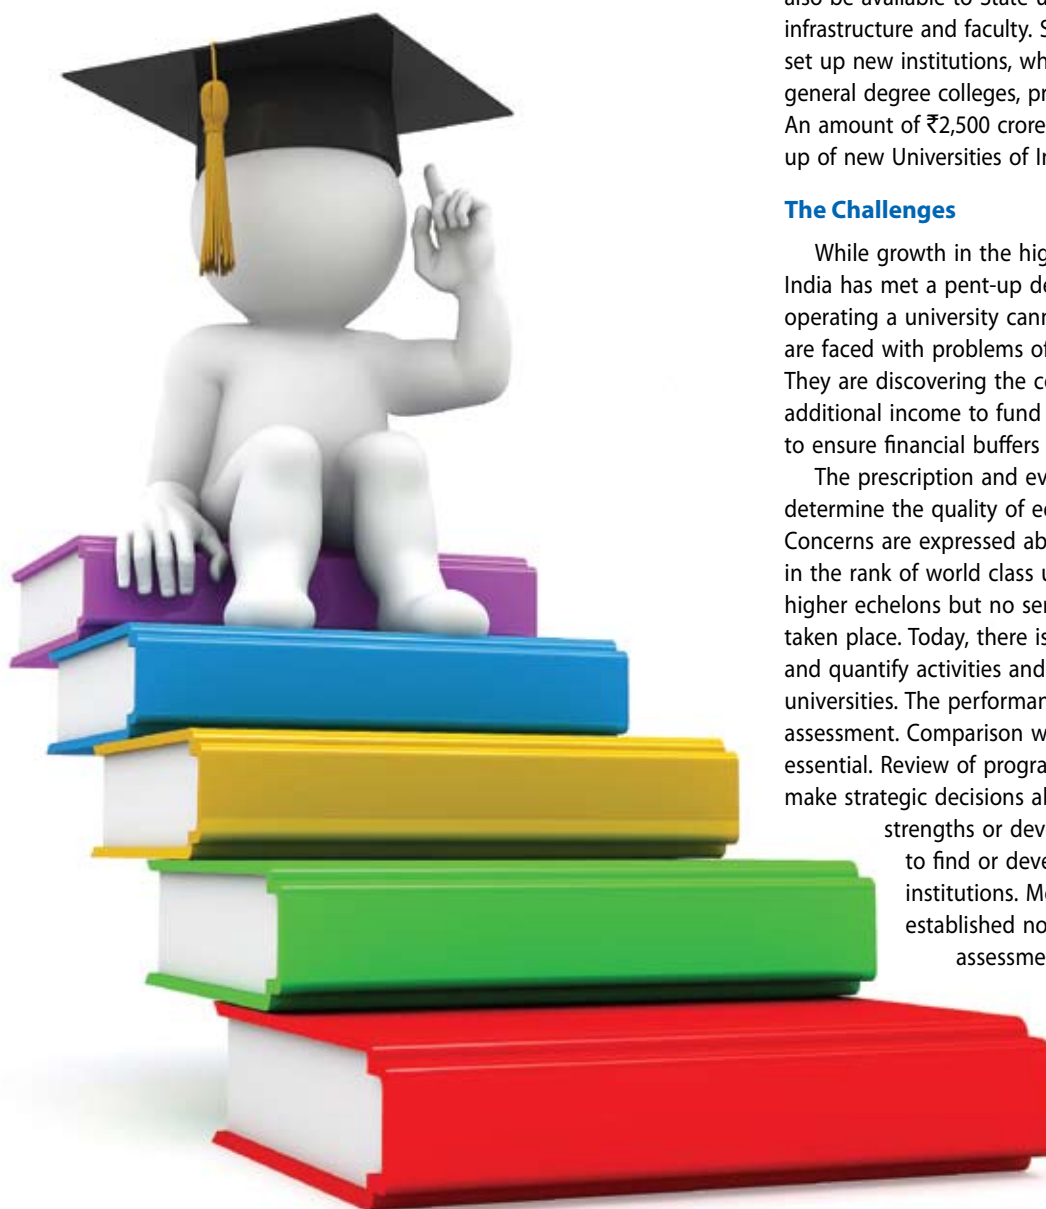 infrastructure and faculty. S
set up new institutions, wh
general degree colleges, pr
An amount of ₹2,500 crore
up of new Universities of In
The Challenges
While growth in the hig
India has met a pent-up de
operating a university cann
are faced with problems of
They are discovering the co
additional income to fund
to ensure financial buffers
The prescription and ev
determine the quality of ed
Concerns are expressed ab
in the rank of world class u
higher echelons but no ser
taken place. Today, there is
and quantify activities and
universities. The performan
assessment. Comparison w
essential. Review of progra
make strategic decisions al
strengths or dev
to find or deve
institutions. Mo
established no
assessme